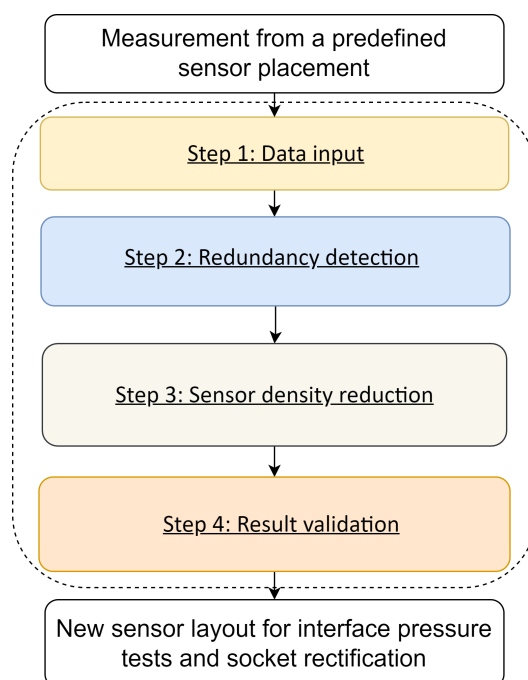 Measurement from a predefined
sensor placement
Step 1: Data input
Step 2: Redundancy detection
Step 3: Sensor density reduction
Step 4: Result validation
New sensor layout for interface pressure
tests and socket rectification